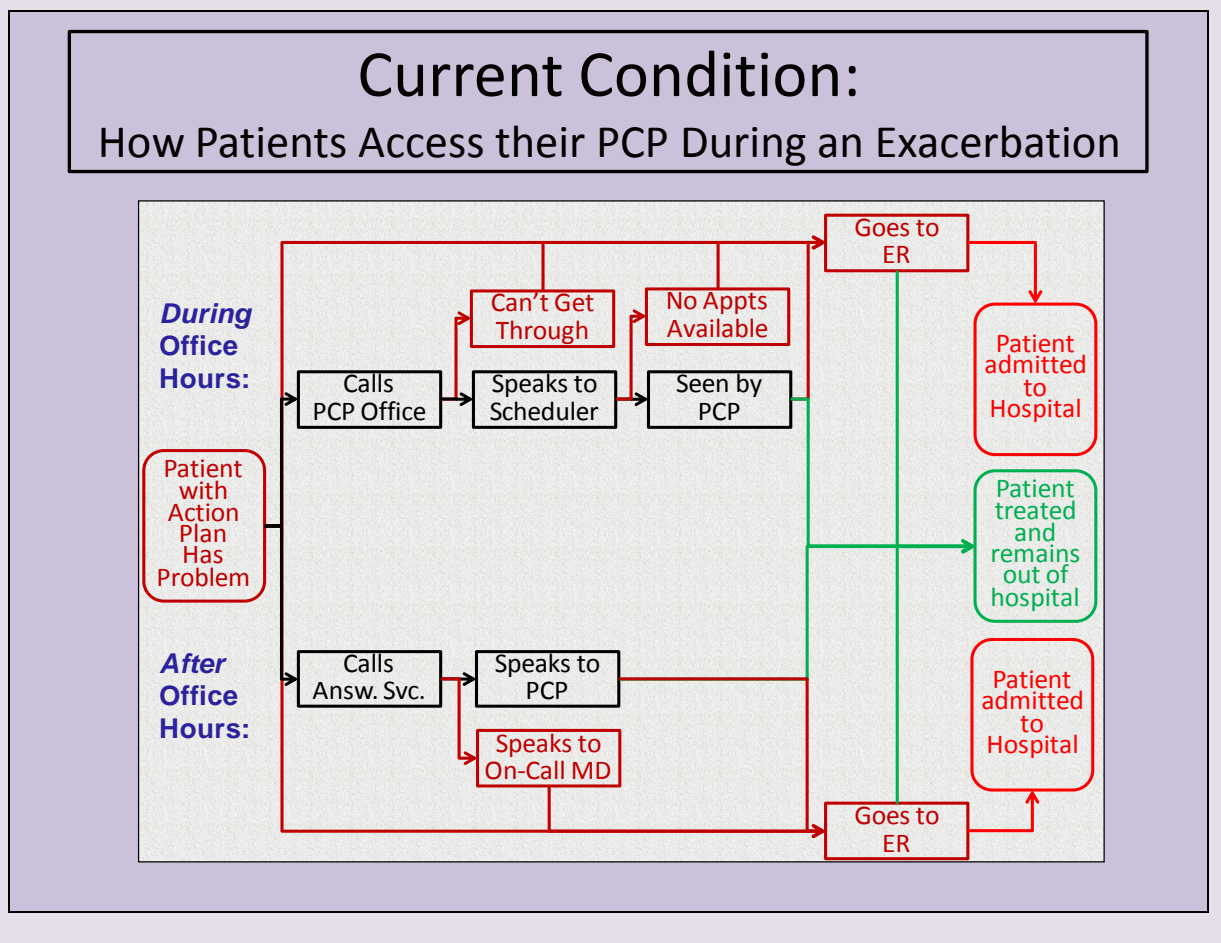 Current Condition:
How Patients Access their PCP During an Exacerbation
During
Office
Hours:
Goes to
ER
Can't Get
Through
No Appts
Available
Calls
PCP Office
Speaks to
Scheduler
Seen by
PCP
Patient
admitted
to
Hospital
Patient
with
Action
Plan
Has
Problem
Patient
treated
and
remains
out of
hospital
After
Office
Hours:
Calls
Answ. Svc.
Speaks to
PCP
Speaks to
On-Call MD
Patient
admitted
to
Hospital
Goes to
ER